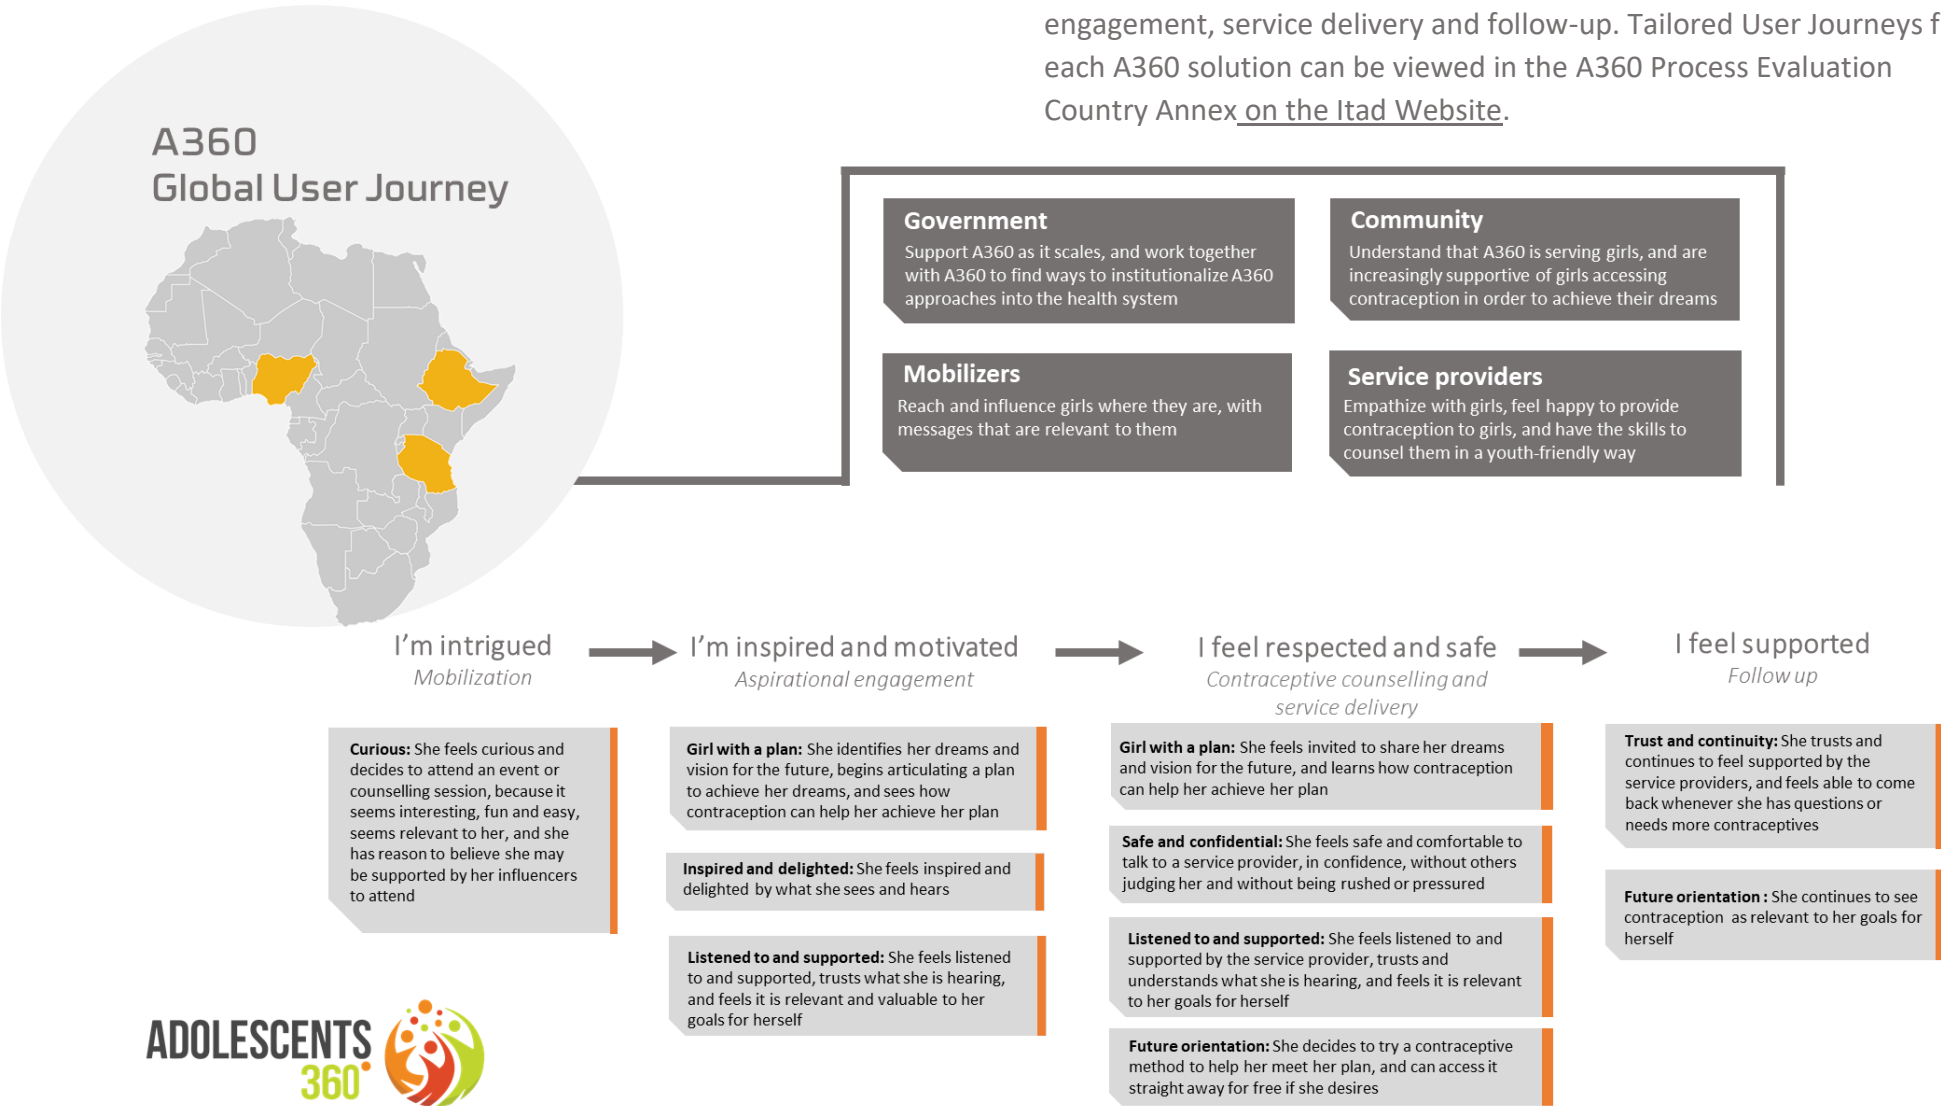 engagement, service delivery and follow-up. Tailored User Journeys f
each A360 solution can be viewed in the A360 Process Evaluation
Country Annex on the Itad Website.
A360
Global User Journey
Government
Support A360 as it scales, and work together
with A360 to find ways to institutionalize A360
approaches into the health system
Community
Understand that A360 is serving girls, and are
increasingly supportive of girls accessing
contraception in order to achieve their dreams
Mobilizers
Reach and influence girls where they are, with
messages that are relevant to them
Service providers
Empathize with girls, feel happy to provide
contraception to girls, and have the skills to
counsel them in a youth-friendly way
I'm intrigued
Mobilization
Curious: She feels curious and
decides to attend an event or
counselling session, because it
seems interesting, fun and easy,
seems relevant to her, and she
has reason to believe she may
be supported by her influencers
to attend
I'm inspired and motivated
Aspirational engagement
Girl with a plan: She identifies her dreams and
vision for the future, begins articulating a plan
to achieve her dreams, and sees how
contraception can help her achieve her plan
Inspired and delighted: She feels inspired and
delighted by what she sees and hears
Listened to and supported: She feels listened
to and supported, trusts what she is hearing,
and feels it is relevant and valuable to her
goals for herself
I feel respected and safe
Contraceptive counselling and
service delivery
Girl with a plan: She feels invited to share her dreams
and vision for the future, and learns how contraception
can help her achieve her plan
Safe and confidential: She feels safe and comfortable to
talk to a service provider, in confidence, without others
judging her and without being rushed or pressured
Listened to and supported: She feels listened to and
supported by the service provider, trusts and
understands what she is hearing, and feels it is relevant
to her goals for herself
Future orientation: She decides to try a contraceptive
method to help her meet her plan, and can access it
straight away for free if she desires
I feel supported
Follow up
Trust and continuity: She trusts and
continues to feel supported by the
service providers, and feels able to come
back whenever she has questions or
needs more contraceptives
Future orientation : She continues to see
contraception as relevant to her goals for
herself
ADOLESCENTS
360°